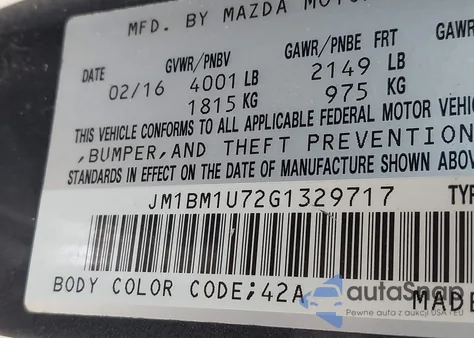 MFD. BY MAZDA MOTOR
GVWR/PNBV GAWR/PNBE FRT GAWR
DATE 02/16 4001 LB 2149 LB
1815 KG 975 KG
THIS VEHICLE CONFORMS TO ALL APPLICABLE FEDERAL MOTOR VEHIC
,BUMPER,AND THEFT PREVENTION
STANDARDS IN EFFECT ON THE DATE OF MANUFACTURE SHOWN ABOVE
JM1BM1U72G1329717 TYP
BODY COLOR CODE;42A MADE
autoSnap
Pewne auta z aukcji USA i EU